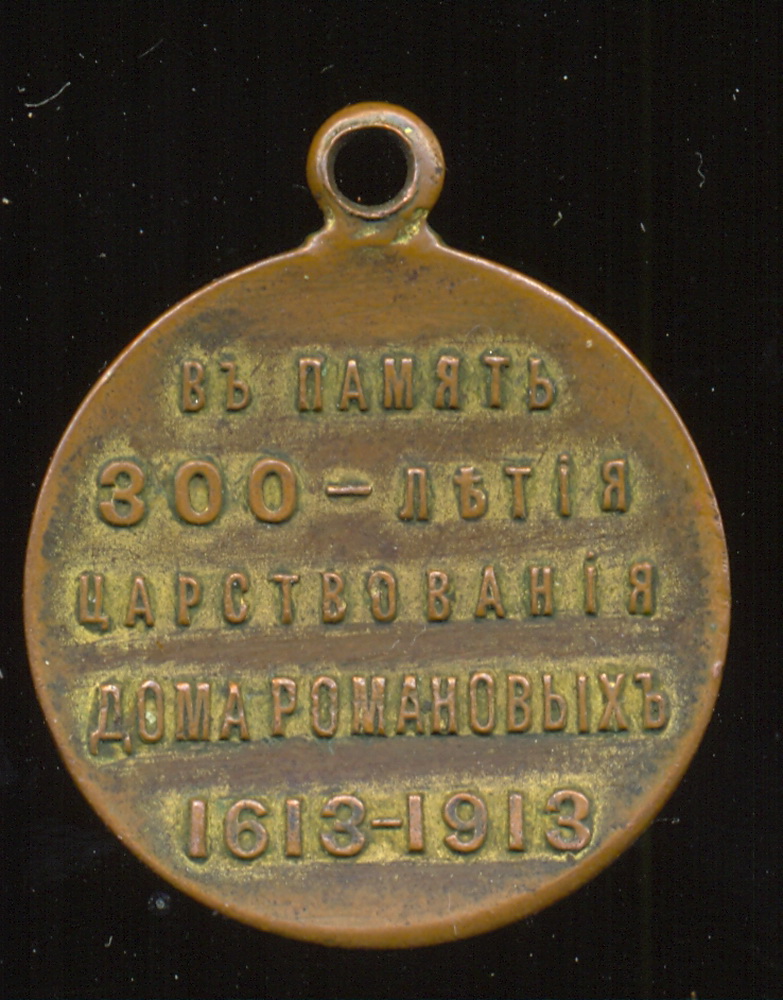 ВЪ ПАМЯТЬ
300-ЛѢТІЯ
ЦАРСТВОВАНІЯ
ДОМА РОМАНОВЫХЪ
1613-1913